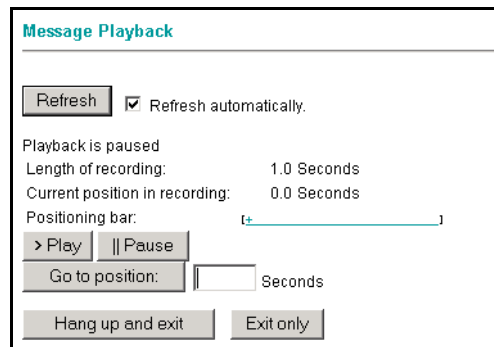 Message Playback
Refresh Refresh automatically.
Playback is paused
Length of recording: 1.0 Seconds
Current position in recording: 0.0 Seconds
Positioning bar: [+ ]
> Play || Pause
Go to position: Seconds
Hang up and exit Exit only